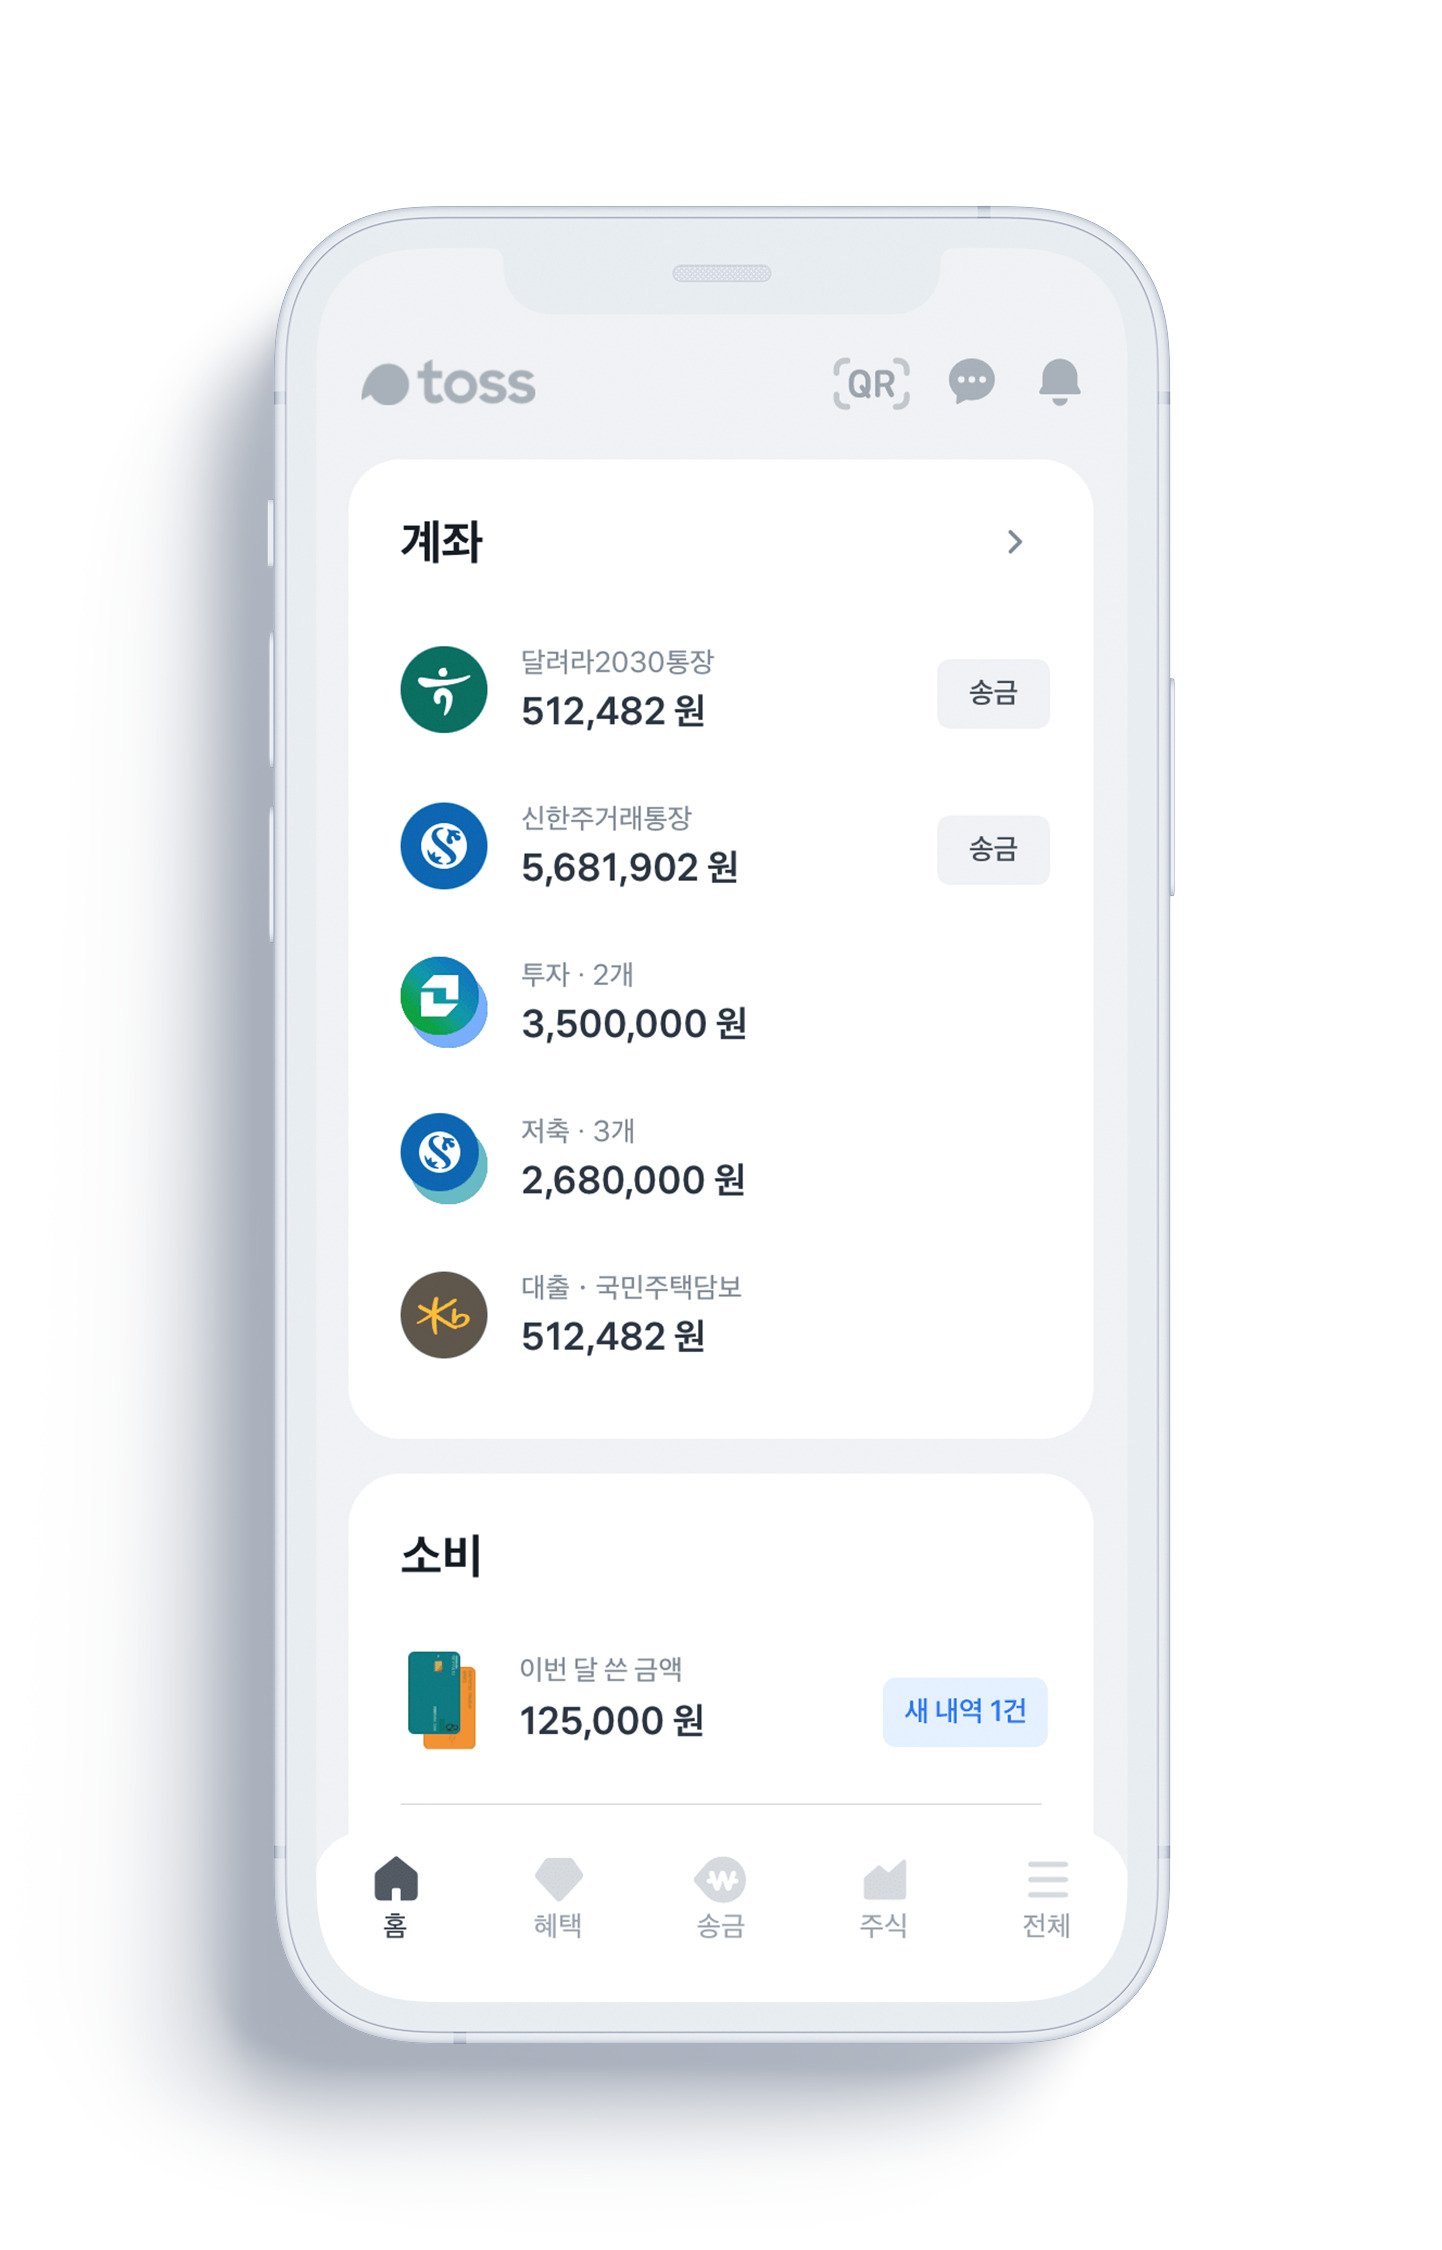 toss
QR
계좌
달려라2030통장
512,482 원
송금
신한주거래통장
5,681,902 원
송금
투자 · 2개
3,500,000 원
저축 · 3개
2,680,000 원
대출 · 국민주택담보
512,482 원
소비
이번 달 쓴 금액
125,000 원
새 내역 1건
홈
혜택
송금
주식
전체